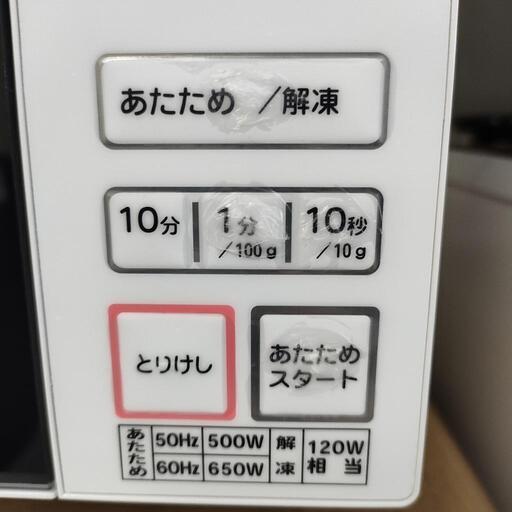 あたため ／解凍
10分 1分 10秒
/100g /10g
とりけし
あたため
スタート
あたため 50Hz 500W 解凍 120W
60Hz 650W 相当